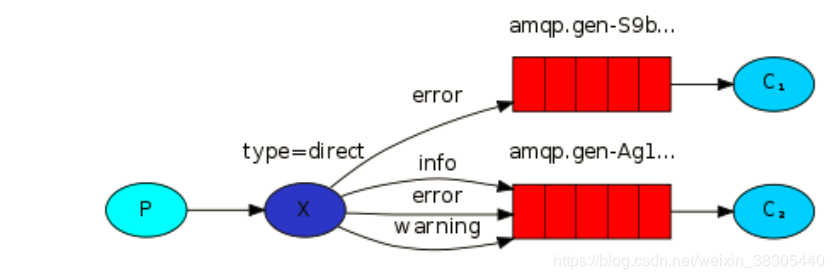 amqp.gen-S9b...
error
C₁
type=direct
info
amqp.gen-Ag1...
P
X
error
warning
C₂
https://blog.csdn.net/weixin_38305440